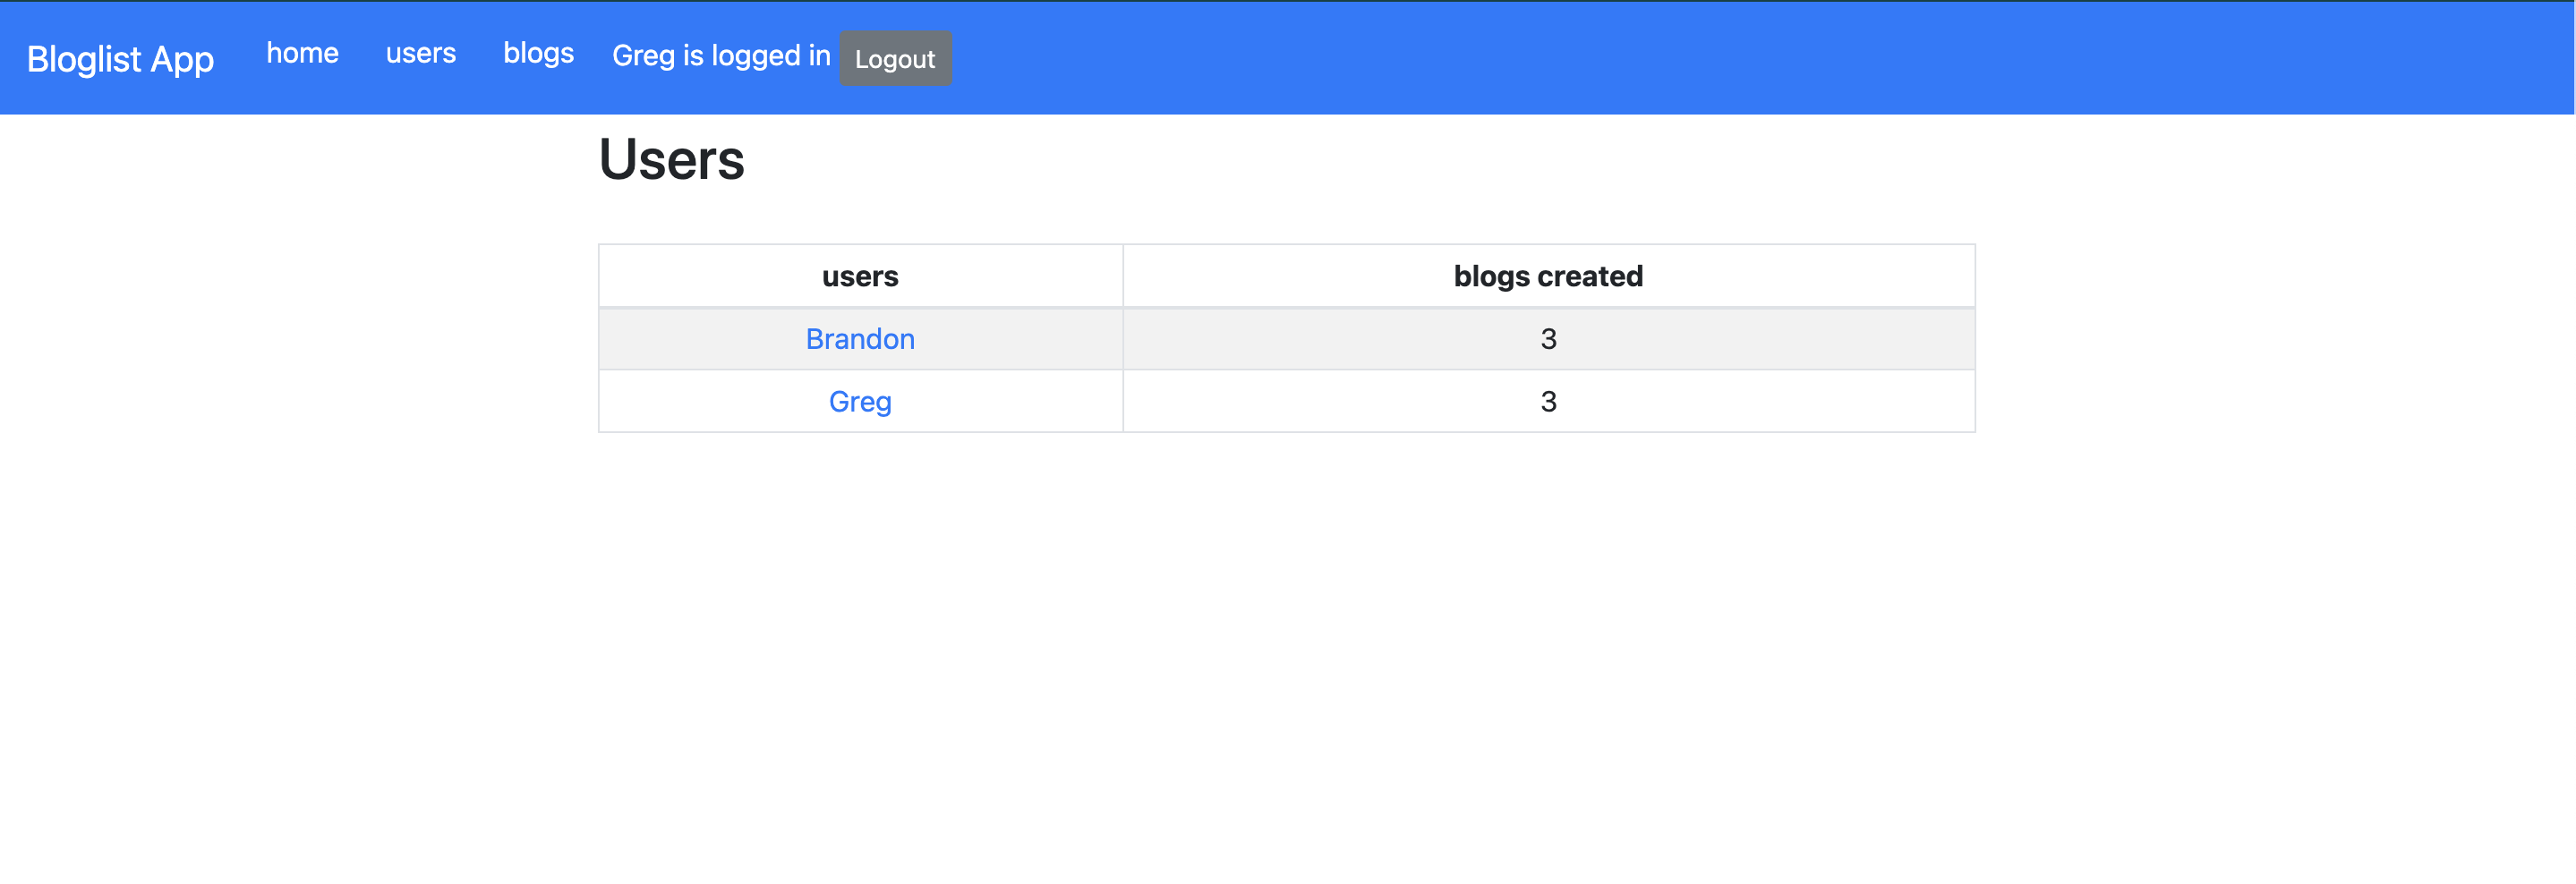 Bloglist App home users blogs Greg is logged in Logout
Users
users blogs created
Brandon 3
Greg 3